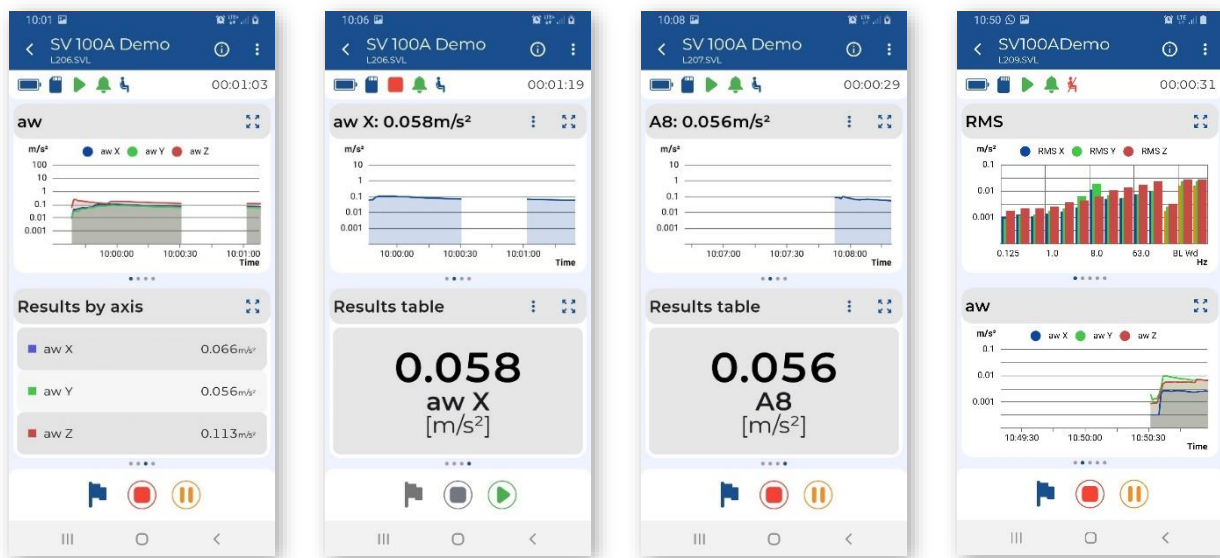 10:01
SV 100A Demo
L206.SVL
00:01:03
aw
m/s²
aw X aw Y aw Z
100
10
1
0.1
0.01
0.001
10:00:00 10:00:30 10:01:00
Time
Results by axis
aw X 0.066m/s²
aw Y 0.056m/s²
aw Z 0.113m/s²
10:06
SV 100A Demo
L206.SVL
00:01:19
aw X: 0.058m/s²
m/s²
10
1
0.1
0.01
0.001
10:00:00 10:00:30 10:01:00
Time
Results table
0.058
aw X
[m/s²]
10:08
SV 100A Demo
L207.SVL
00:00:29
A8: 0.056m/s²
m/s²
10
1
0.1
0.01
0.001
10:07:00 10:07:30 10:08:00
Time
Results table
0.056
A8
[m/s²]
10:50
LTE
SV100ADemo
L209.SVL
00:00:31
RMS
m/s²
RMS X RMS Y RMS Z
0.1
0.01
0.001
0.125 1.0 8.0 63.0 BL Wd
Hz
aw
m/s²
aw X aw Y aw Z
0.1
0.01
0.001
10:49:30 10:50:00 10:50:30
Time